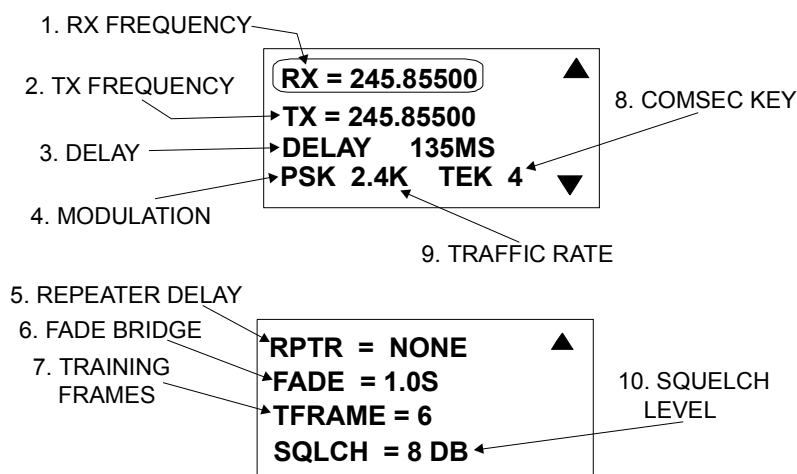 1. RX FREQUENCY
RX = 245.85500
2. TX FREQUENCY
TX = 245.85500
8. COMSEC KEY
3. DELAY
DELAY 135MS
PSK 2.4K TEK 4
4. MODULATION
9. TRAFFIC RATE
5. REPEATER DELAY
6. FADE BRIDGE
RPTR = NONE
7. TRAINING
FRAMES
FADE = 1.0S
TFRAME = 6
10. SQUELCH
LEVEL
SQLCH = 8 DB